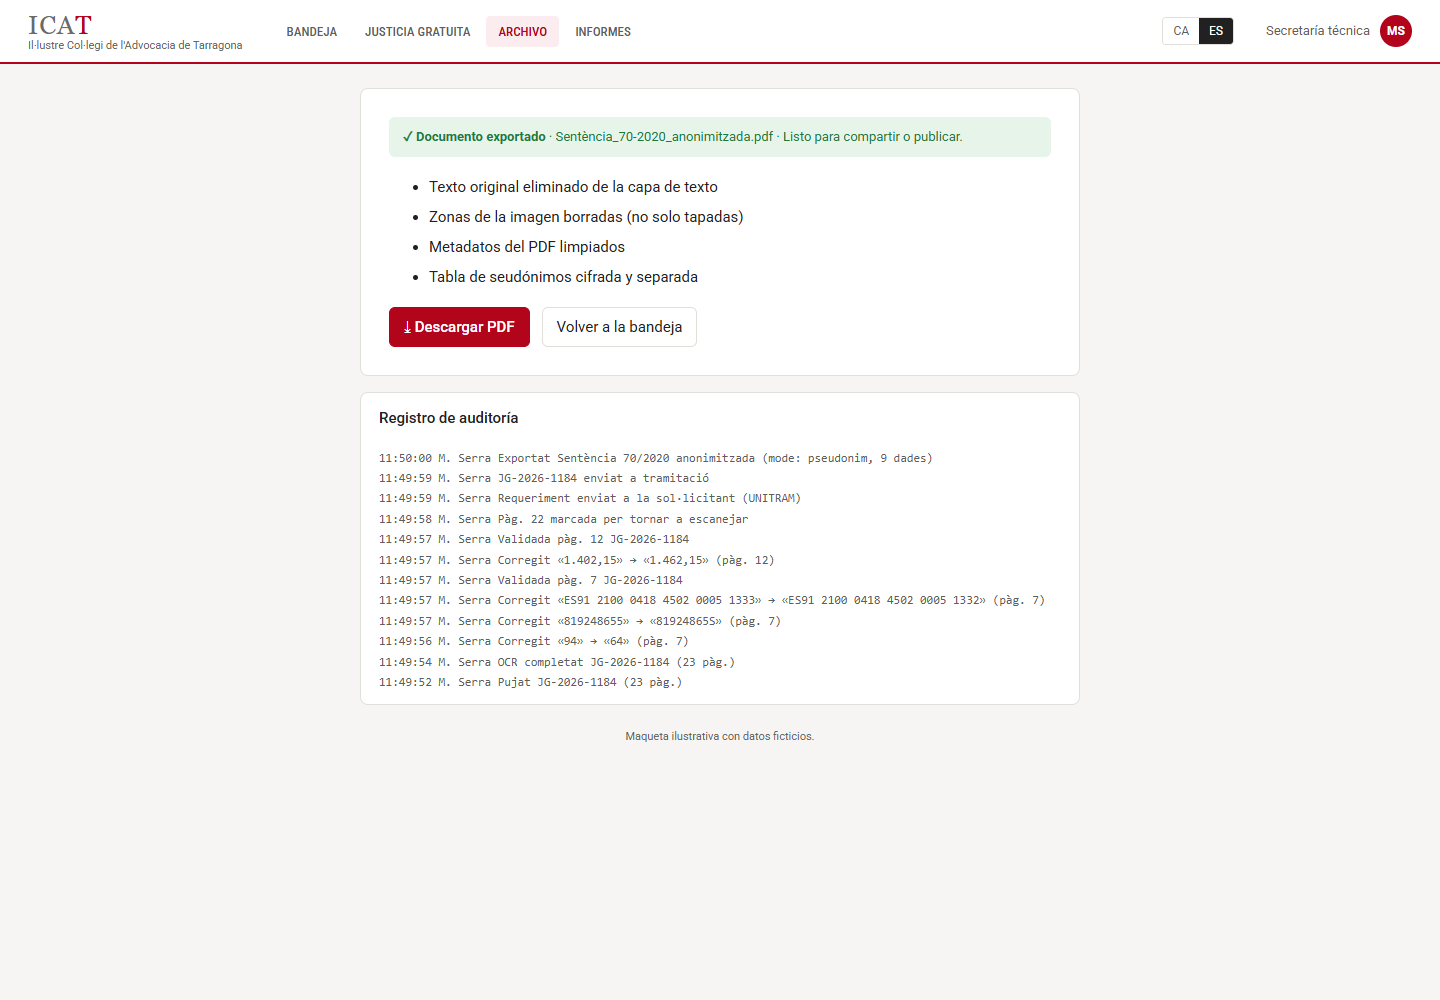 ICAT
Il·lustre Col·legi de l'Advocacia de Tarragona
BANDEJA
JUSTICIA GRATUITA
ARCHIVO
INFORMES
CA
ES
Secretaría técnica
MS
✓ Documento exportado · Sentència_70-2020_anonimitzada.pdf · Listo para compartir o publicar.
• Texto original eliminado de la capa de texto
• Zonas de la imagen borradas (no solo tapadas)
• Metadatos del PDF limpiados
• Tabla de seudónimos cifrada y separada
⤓ Descargar PDF
Volver a la bandeja
Registro de auditoría
11:50:00 M. Serra Exportat Sentència 70/2020 anonimitzada (mode: pseudonim, 9 dades)
11:49:59 M. Serra JG-2026-1184 enviat a tramitació
11:49:59 M. Serra Requeriment enviat a la sol·licitant (UNITRAM)
11:49:58 M. Serra Pàg. 22 marcada per tornar a escanejar
11:49:57 M. Serra Validada pàg. 12 JG-2026-1184
11:49:57 M. Serra Corregit «1.402,15» → «1.462,15» (pàg. 12)
11:49:57 M. Serra Validada pàg. 7 JG-2026-1184
11:49:57 M. Serra Corregit «ES91 2100 0418 4502 0005 1333» → «ES91 2100 0418 4502 0005 1332» (pàg. 7)
11:49:57 M. Serra Corregit «819248655» → «81924865S» (pàg. 7)
11:49:56 M. Serra Corregit «94» → «64» (pàg. 7)
11:49:54 M. Serra OCR completat JG-2026-1184 (23 pàg.)
11:49:52 M. Serra Pujat JG-2026-1184 (23 pàg.)
Maqueta ilustrativa con datos ficticios.